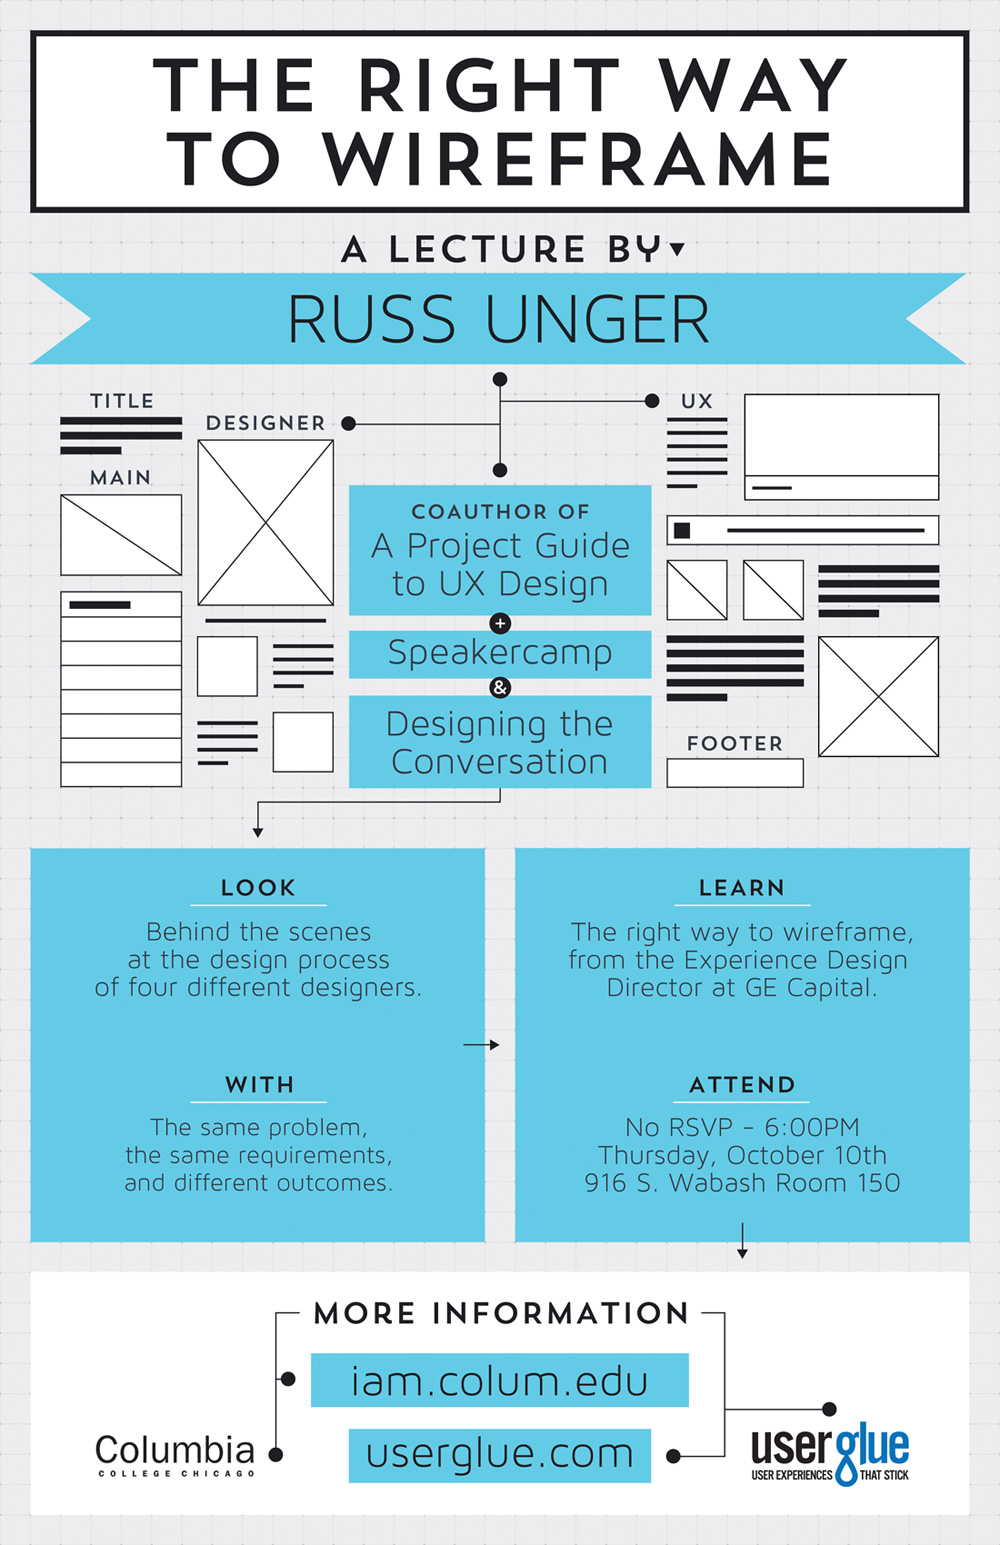 THE RIGHT WAY
TO WIREFRAME
A LECTURE BY
RUSS UNGER
TITLE
DESIGNER
MAIN
UX
COAUTHOR OF
A Project Guide
to UX Design
+
Speakercamp
&
Designing the
Conversation
FOOTER
LOOK
Behind the scenes
at the design process
of four different designers.
WITH
The same problem,
the same requirements,
and different outcomes.
LEARN
The right way to wireframe,
from the Experience Design
Director at GE Capital.
ATTEND
No RSVP - 6:00PM
Thursday, October 10th
916 S. Wabash Room 150
MORE INFORMATION
iam.colum.edu
userglue.com
Columbia
COLLEGE CHICAGO
userglue
USER EXPERIENCES THAT STICK